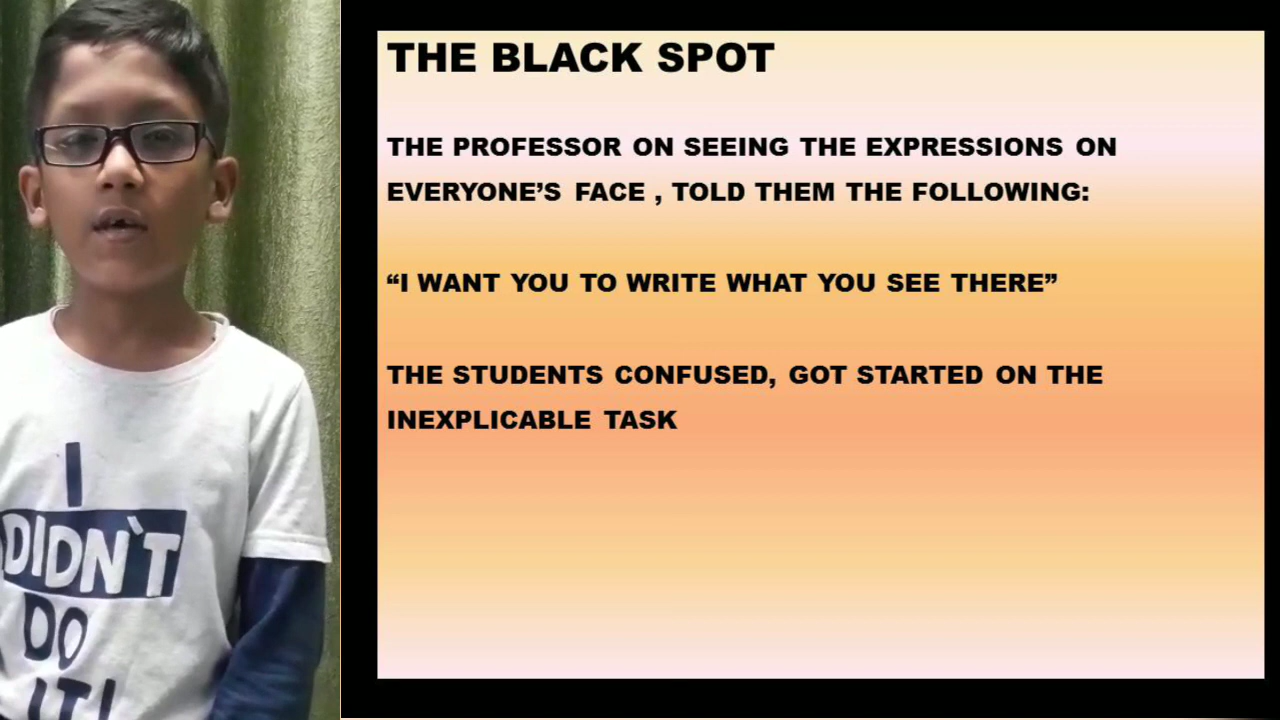 THE BLACK SPOT
THE PROFESSOR ON SEEING THE EXPRESSIONS ON
EVERYONE’S FACE , TOLD THEM THE FOLLOWING:
“I WANT YOU TO WRITE WHAT YOU SEE THERE”
THE STUDENTS CONFUSED, GOT STARTED ON THE
INEXPLICABLE TASK
I
DIDN`T
DO
IT!